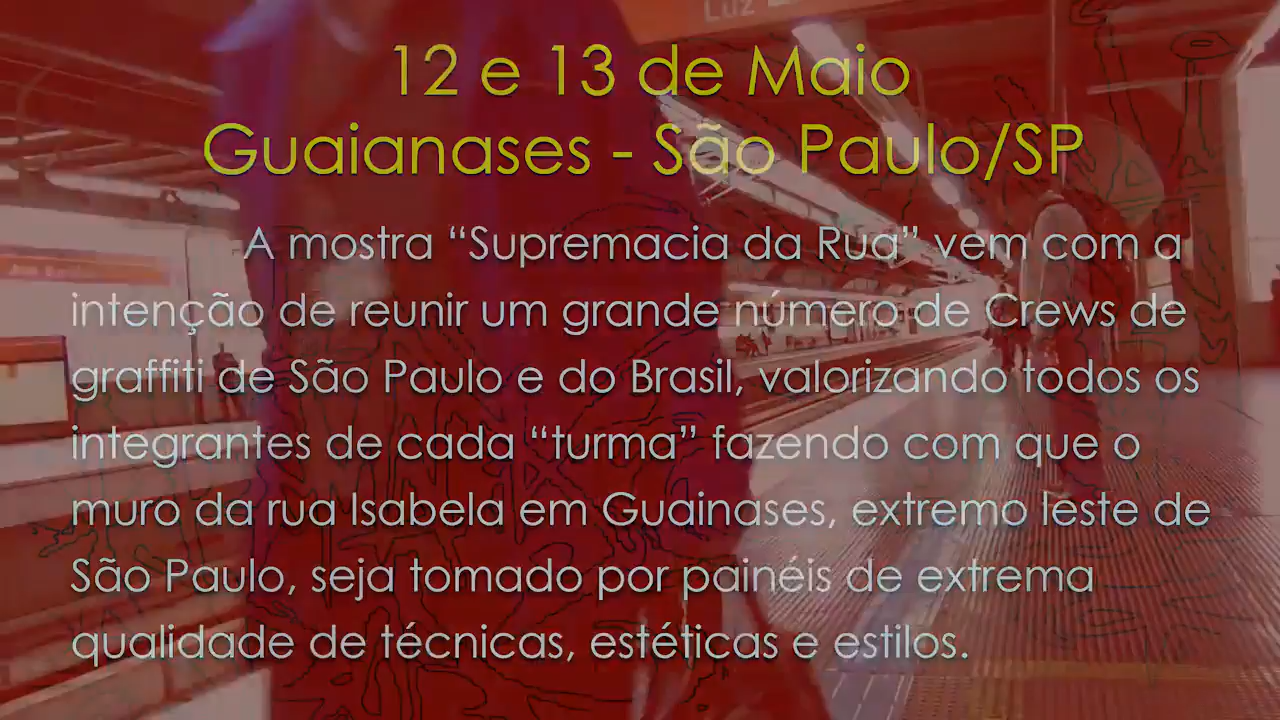 Luz
12 e 13 de Maio
Guaianases - São Paulo/SP
A mostra “Supremacia da Rua” vem com a
intenção de reunir um grande número de Crews de
graffiti de São Paulo e do Brasil, valorizando todos os
integrantes de cada “turma” fazendo com que o
muro da rua Isabela em Guainases, extremo leste de
São Paulo, seja tomado por painéis de extrema
qualidade de técnicas, estéticas e estilos.